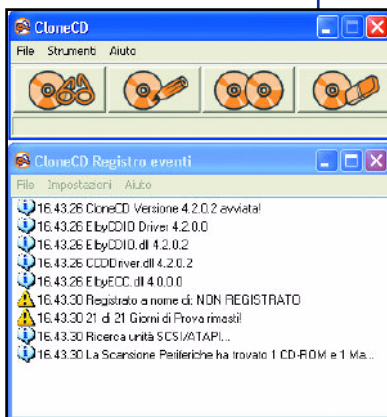 CloneCD
File Strumenti Aiuto
CloneCD Registro eventi
File Impostazioni Aiuto
16.43.26 CloneCD Versione 4.2.0.2 avviata!
16.43.26 ElbyCDIO Driver 4.2.0.0
16.43.26 ElbyCDIO.dll 4.2.0.2
16.43.26 CCDDriver.dll 4.2.0.2
16.43.26 ElbyECC.dll 4.0.0.0
16.43.30 Registrato a nome di: NON REGISTRATO
16.43.30 21 di 21 Giorni di Prova rimasti!
16.43.30 Ricerca unità SCSI/ATAPI...
16.43.30 La Scansione Periferiche ha trovato 1 CD-ROM e 1 Ma...